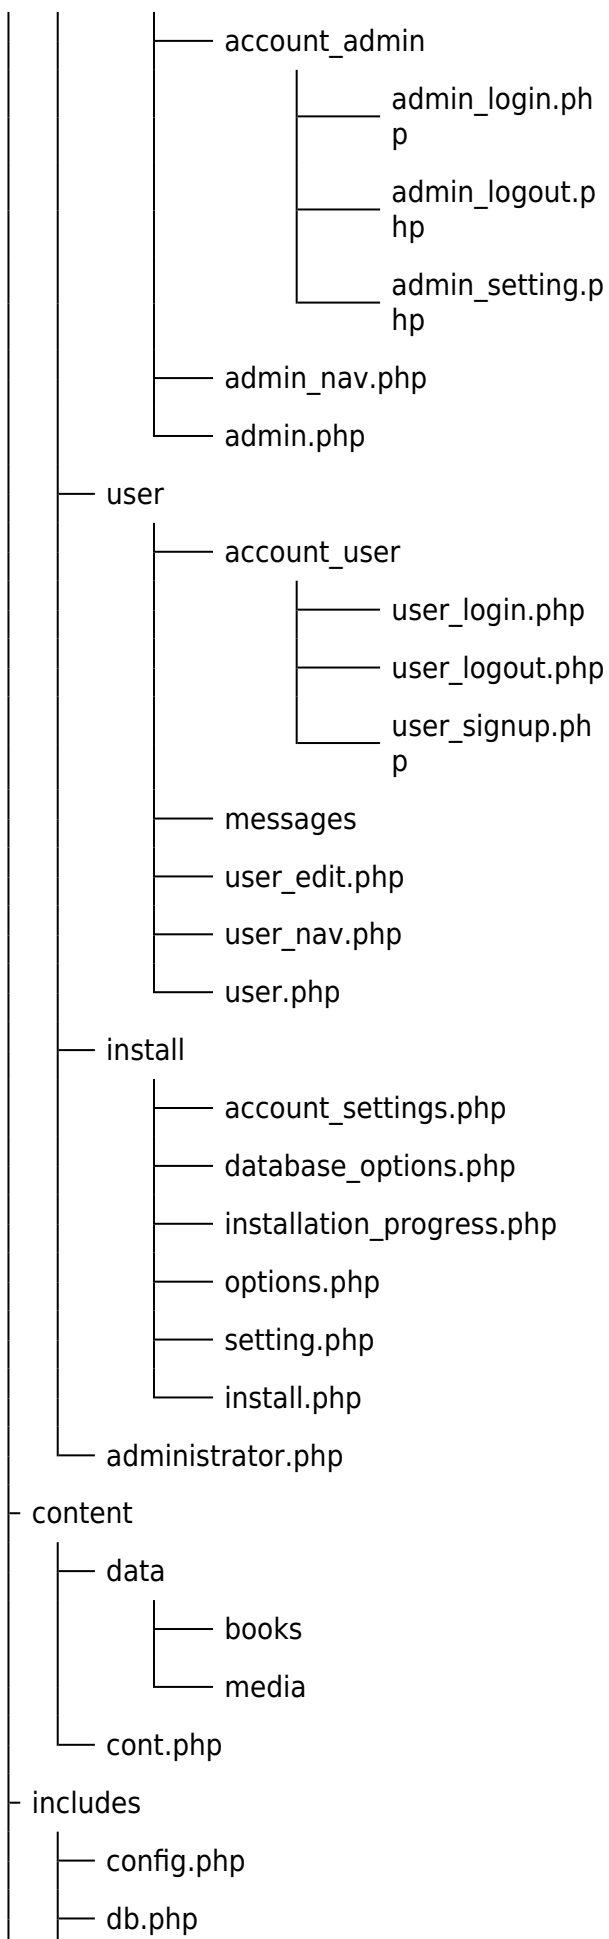 account_admin
admin_login.ph
p
admin_logout.p
hp
admin_setting.p
hp
admin_nav.php
admin.php
user
account_user
user_login.php
user_logout.php
user_signup.ph
p
messages
user_edit.php
user_nav.php
user.php
install
account_settings.php
database_options.php
installation_progress.php
options.php
setting.php
install.php
administrator.php
content
data
books
media
cont.php
includes
config.php
db.php